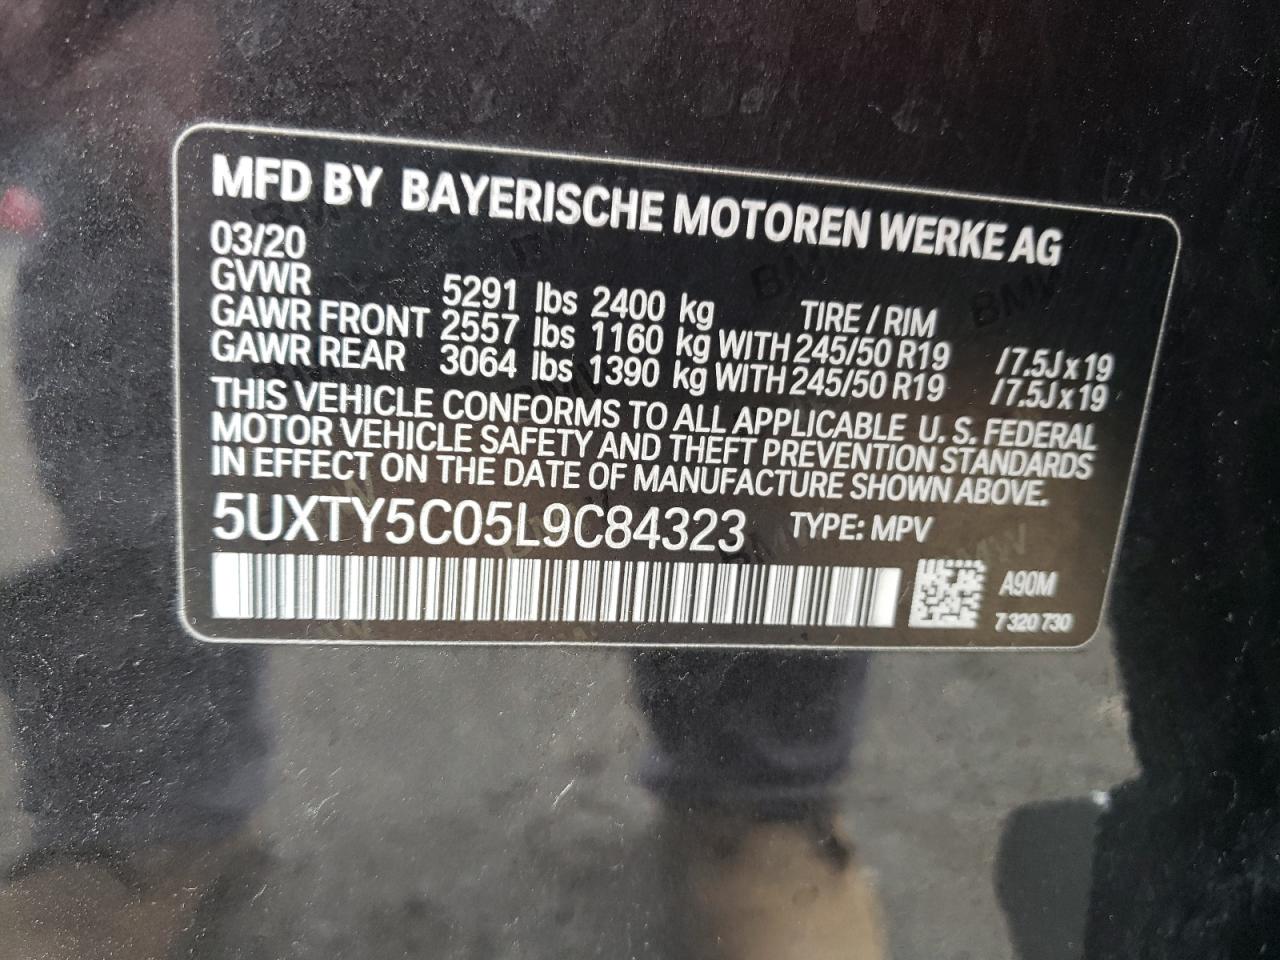 MFD BY BAYERISCHE MOTOREN WERKE AG
03/20
GVWR 5291 lbs 2400 kg TIRE / RIM
GAWR FRONT 2557 lbs 1160 kg WITH 245/50 R19 /7.5J x 19
GAWR REAR 3064 lbs 1390 kg WITH 245/50 R19 /7.5J x 19
THIS VEHICLE CONFORMS TO ALL APPLICABLE U. S. FEDERAL
MOTOR VEHICLE SAFETY AND THEFT PREVENTION STANDARDS
IN EFFECT ON THE DATE OF MANUFACTURE SHOWN ABOVE.
5UXTY5C05L9C84323 TYPE: MPV
A90M
7 320 730